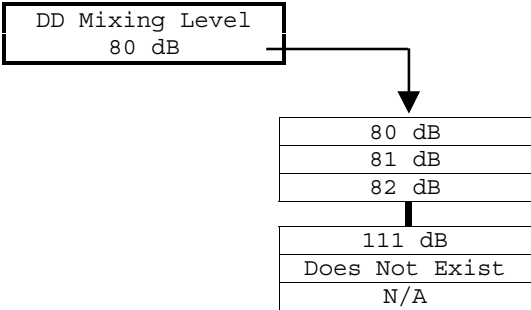 DD Mixing Level
80 dB
80 dB
81 dB
82 dB
111 dB
Does Not Exist
N/A